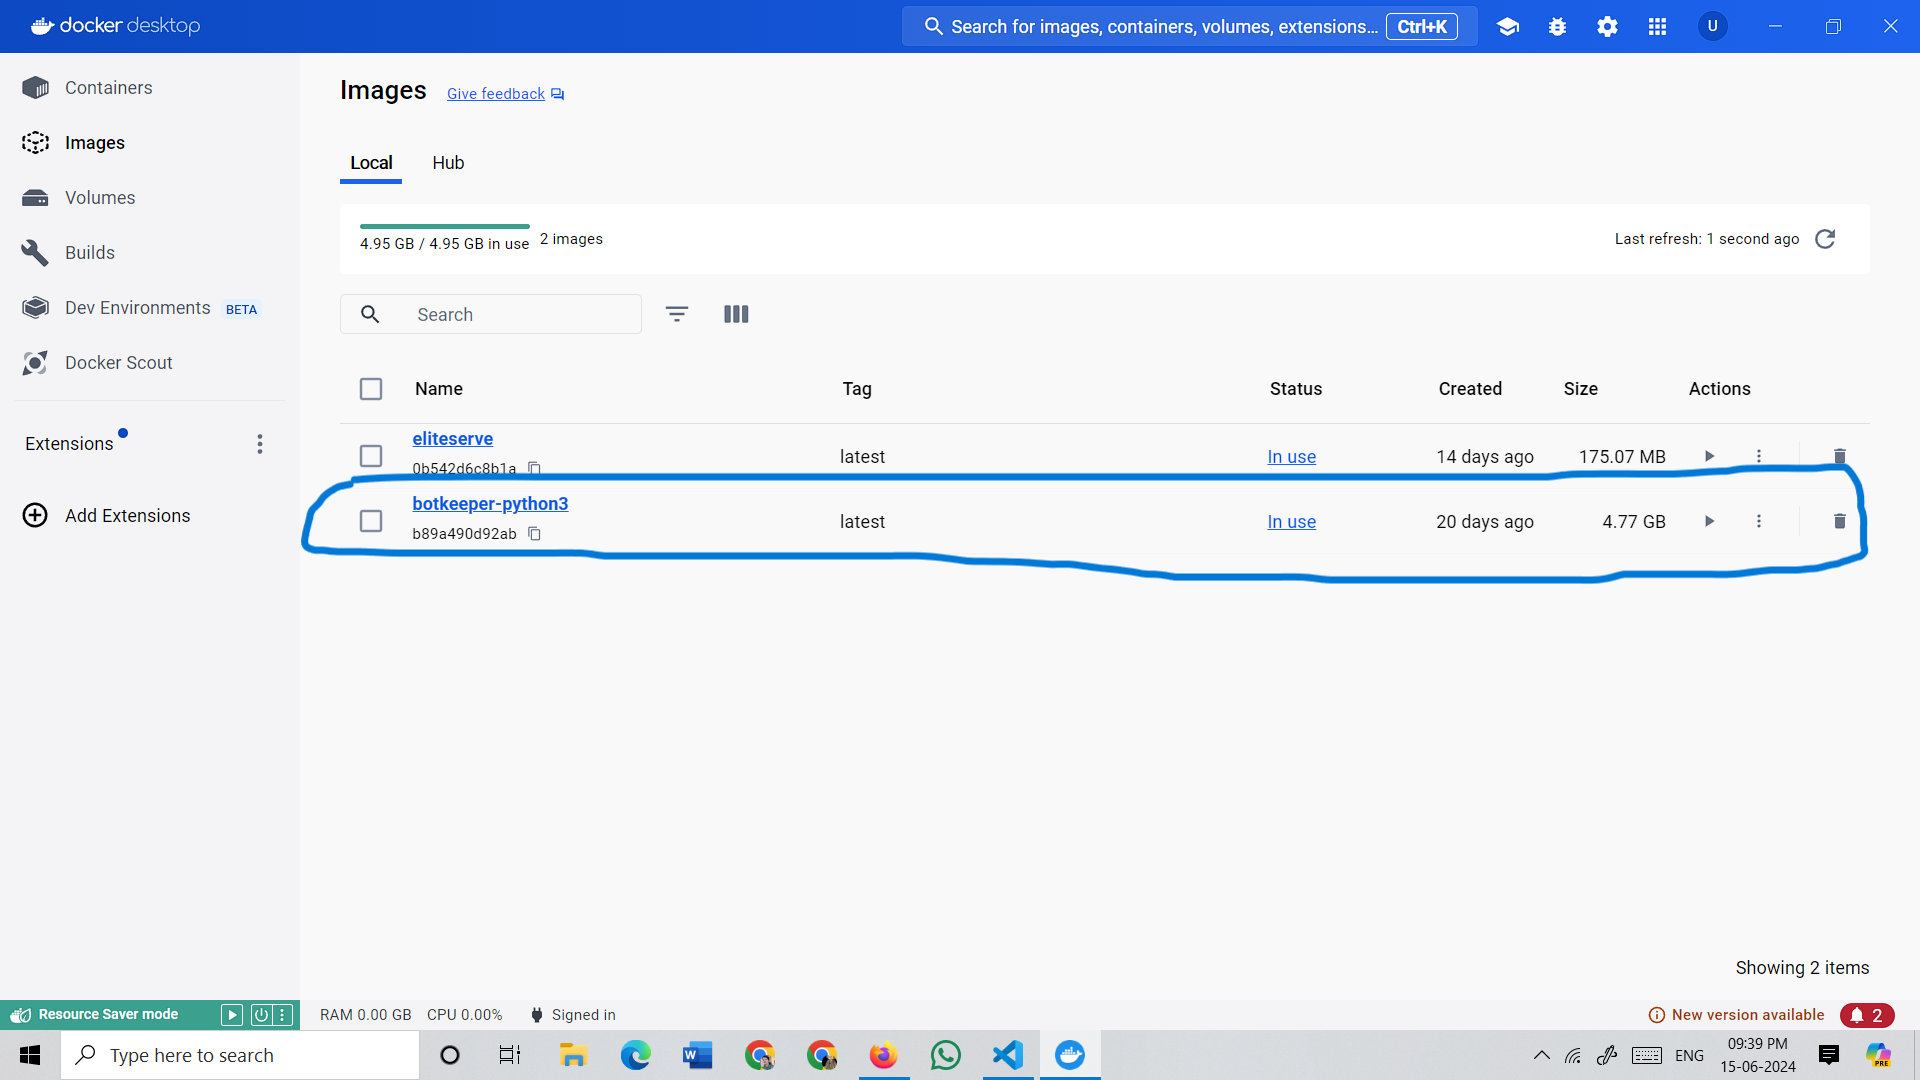 docker desktop
Search for images, containers, volumes, extensions... Ctrl+K
U
Containers
Images
Volumes
Builds
Dev Environments BETA
Docker Scout
Extensions
Add Extensions
Images Give feedback
Local Hub
4.95 GB / 4.95 GB in use 2 images
Last refresh: 1 second ago
Search
Name Tag Status Created Size Actions
eliteserve
0b542d6c8b1a
latest In use 14 days ago 175.07 MB
botkeeper-python3
b89a490d92ab
latest In use 20 days ago 4.77 GB
Showing 2 items
Resource Saver mode
RAM 0.00 GB CPU 0.00% Signed in
New version available 2
Type here to search
W
ENG
09:39 PM
15-06-2024
PRE